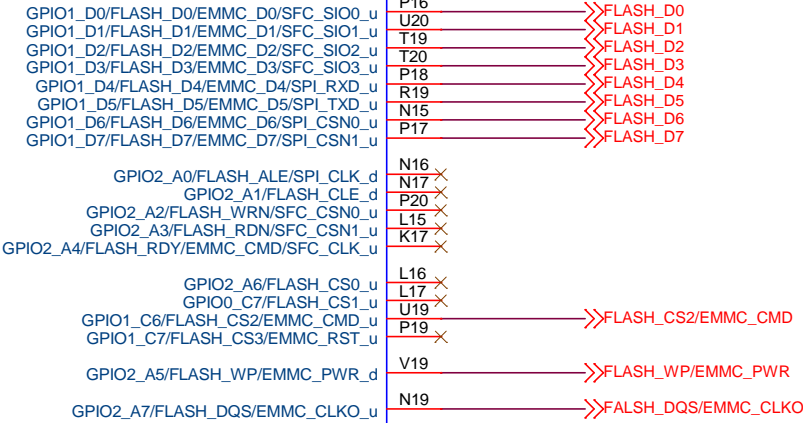 GPIO1_D0/FLASH_D0/EMMC_D0/SFC_SIO0_u P16 FLASH_D0
GPIO1_D1/FLASH_D1/EMMC_D1/SFC_SIO1_u U20 FLASH_D1
GPIO1_D2/FLASH_D2/EMMC_D2/SFC_SIO2_u T19 FLASH_D2
GPIO1_D3/FLASH_D3/EMMC_D3/SFC_SIO3_u T20 FLASH_D3
GPIO1_D4/FLASH_D4/EMMC_D4/SPI_RXD_u P18 FLASH_D4
GPIO1_D5/FLASH_D5/EMMC_D5/SPI_TXD_u R19 FLASH_D5
GPIO1_D6/FLASH_D6/EMMC_D6/SPI_CSN0_u N15 FLASH_D6
GPIO1_D7/FLASH_D7/EMMC_D7/SPI_CSN1_u P17 FLASH_D7
GPIO2_A0/FLASH_ALE/SPI_CLK_d N16
GPIO2_A1/FLASH_CLE_d N17
GPIO2_A2/FLASH_WRN/SFC_CSN0_u P20
GPIO2_A3/FLASH_RDN/SFC_CSN1_u L15
GPIO2_A4/FLASH_RDY/EMMC_CMD/SFC_CLK_u K17
GPIO2_A6/FLASH_CS0_u L16
GPIO0_C7/FLASH_CS1_u L17
GPIO1_C6/FLASH_CS2/EMMC_CMD_u U19 FLASH_CS2/EMMC_CMD
GPIO1_C7/FLASH_CS3/EMMC_RST_u P19
GPIO2_A5/FLASH_WP/EMMC_PWR_d V19 FLASH_WP/EMMC_PWR
GPIO2_A7/FLASH_DQS/EMMC_CLKO_u N19 FALSH_DQS/EMMC_CLKO